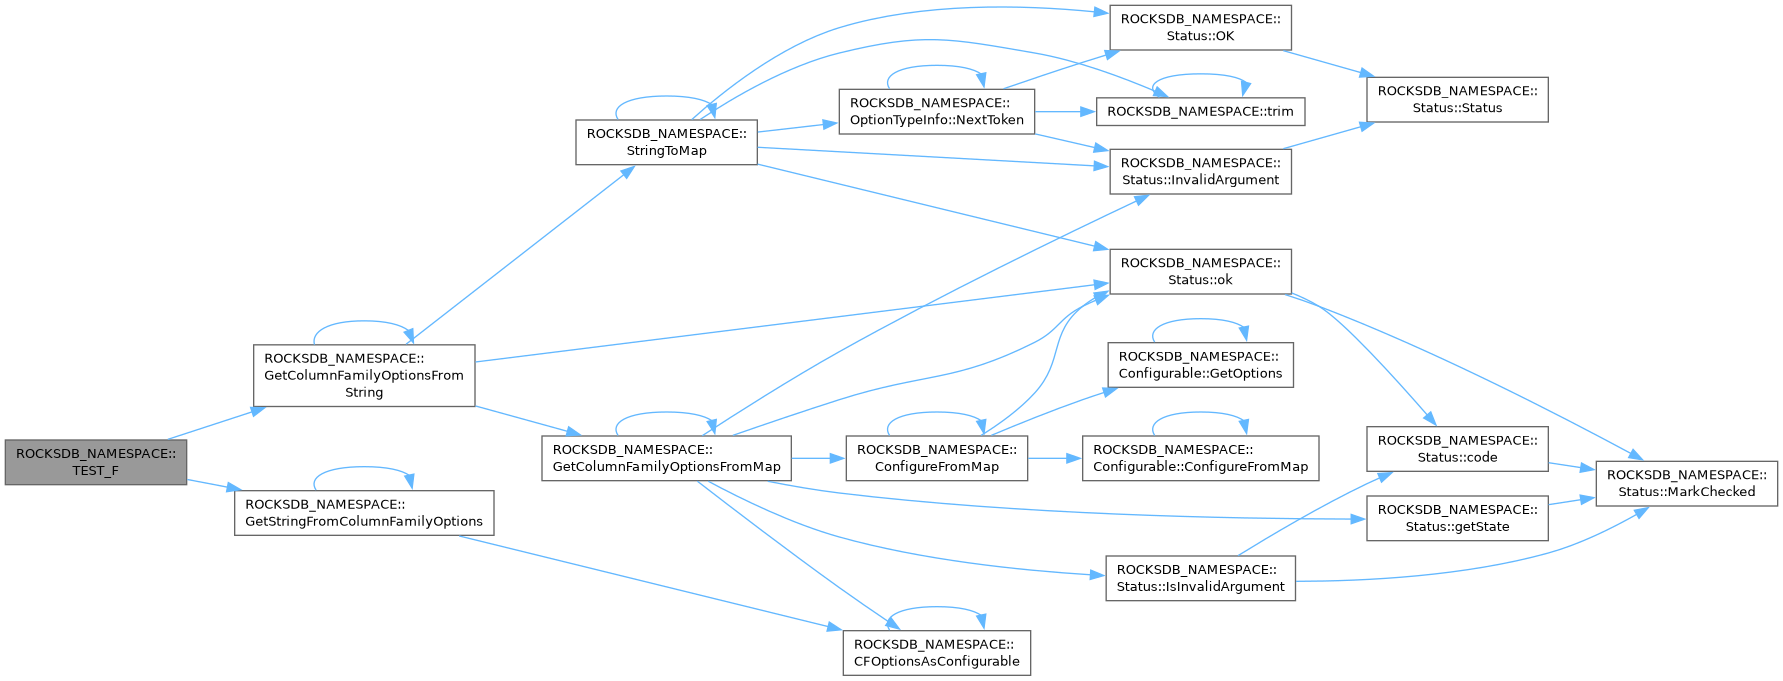 ROCKSDB_NAMESPACE::
TEST_F
ROCKSDB_NAMESPACE::
GetColumnFamilyOptionsFrom
String
ROCKSDB_NAMESPACE::
GetStringFromColumnFamilyOptions
ROCKSDB_NAMESPACE::
StringToMap
ROCKSDB_NAMESPACE::
GetColumnFamilyOptionsFromMap
ROCKSDB_NAMESPACE::
OptionTypeInfo::NextToken
ROCKSDB_NAMESPACE::
ConfigureFromMap
ROCKSDB_NAMESPACE::
CFOptionsAsConfigurable
ROCKSDB_NAMESPACE::
Status::OK
ROCKSDB_NAMESPACE::trim
ROCKSDB_NAMESPACE::
Status::InvalidArgument
ROCKSDB_NAMESPACE::
Status::ok
ROCKSDB_NAMESPACE::
Configurable::GetOptions
ROCKSDB_NAMESPACE::
Configurable::ConfigureFromMap
ROCKSDB_NAMESPACE::
Status::IsInvalidArgument
ROCKSDB_NAMESPACE::
Status::Status
ROCKSDB_NAMESPACE::
Status::code
ROCKSDB_NAMESPACE::
Status::getState
ROCKSDB_NAMESPACE::
Status::MarkChecked